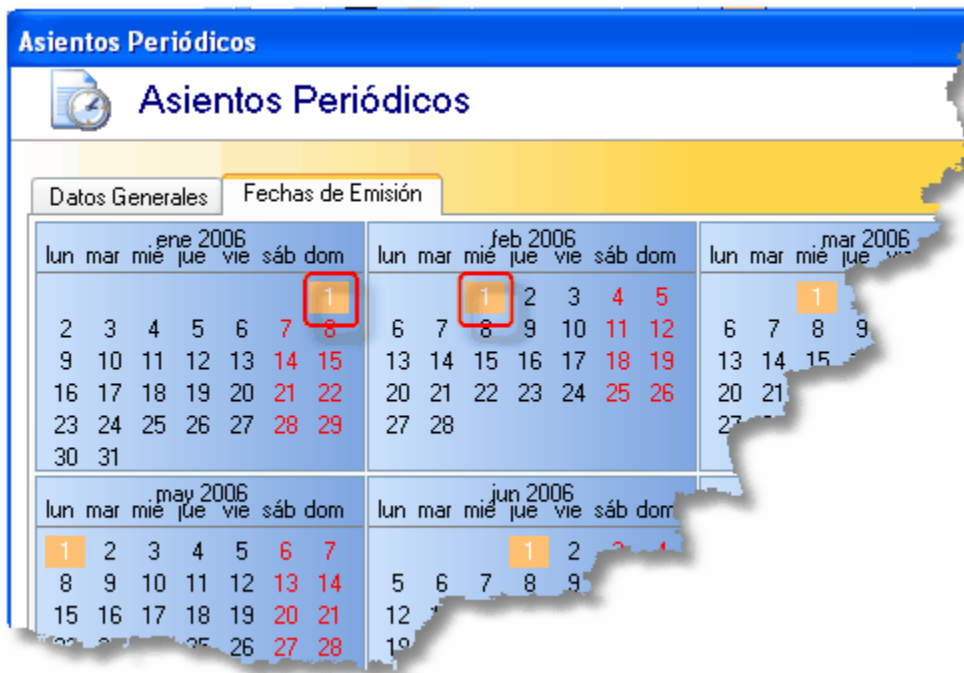 Asientos Periódicos
Asientos Periódicos
Datos Generales Fechas de Emisión
ene 2006
lun mar mié jue vie sáb dom
1
2 3 4 5 6 7 8
9 10 11 12 13 14 15
16 17 18 19 20 21 22
23 24 25 26 27 28 29
30 31
feb 2006
lun mar mié jue vie sáb dom
1 2 3 4 5
6 7 8 9 10 11 12
13 14 15 16 17 18 19
20 21 22 23 24 25 26
27 28
mar 2006
lun mar mié jue
1
6 7 8 9
13 14 15
20 21
27
may 2006
lun mar mié jue vie sáb dom
1 2 3 4 5 6 7
8 9 10 11 12 13 14
15 16 17 18 19 20 21
25 26 27 28
jun 2006
lun mar mié jue vie sáb dom
1 2
5 6 7 8 9
12
19